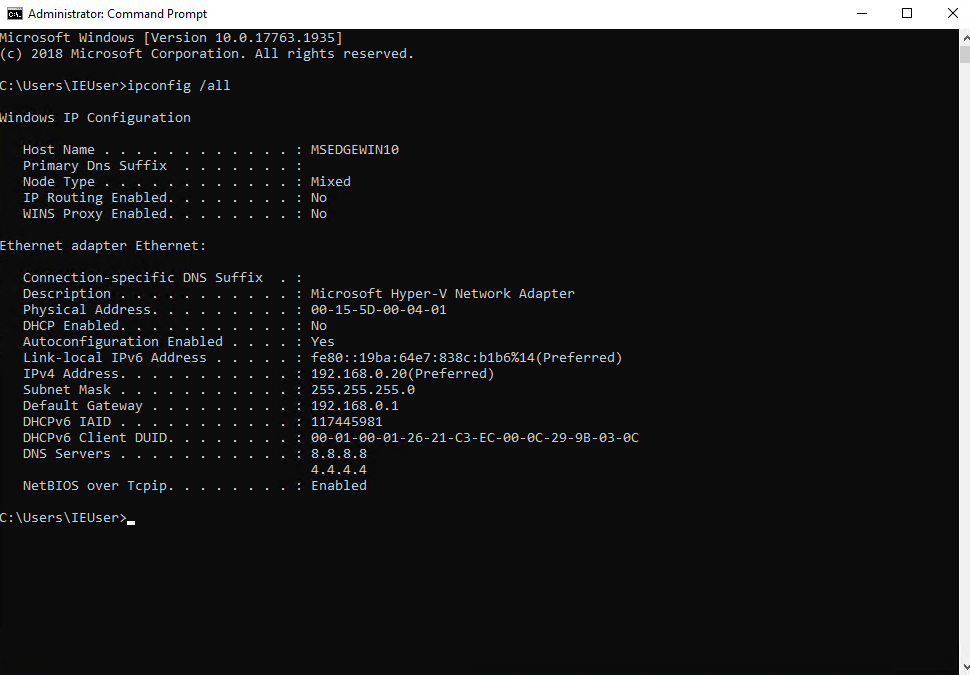 Administrator: Command Prompt
Microsoft Windows [Version 10.0.17763.1935]
(c) 2018 Microsoft Corporation. All rights reserved.
C:\Users\IEUser>ipconfig /all
Windows IP Configuration
Host Name . . . . . . . . . . . . : MSEDGEWIN10
Primary Dns Suffix  . . . . . . . :
Node Type . . . . . . . . . . . . : Mixed
IP Routing Enabled. . . . . . . . : No
WINS Proxy Enabled. . . . . . . . : No
Ethernet adapter Ethernet:
Connection-specific DNS Suffix  . :
Description . . . . . . . . . . . : Microsoft Hyper-V Network Adapter
Physical Address. . . . . . . . . : 00-15-5D-00-04-01
DHCP Enabled. . . . . . . . . . . : No
Autoconfiguration Enabled . . . . : Yes
Link-local IPv6 Address . . . . . : fe80::19ba:64e7:838c:b1b6%14(Preferred)
IPv4 Address. . . . . . . . . . . : 192.168.0.20(Preferred)
Subnet Mask . . . . . . . . . . . : 255.255.255.0
Default Gateway . . . . . . . . . : 192.168.0.1
DHCPv6 IAID . . . . . . . . . . . : 117445981
DHCPv6 Client DUID. . . . . . . . : 00-01-00-01-26-21-C3-EC-00-0C-29-9B-03-0C
DNS Servers . . . . . . . . . . . : 8.8.8.8
4.4.4.4
NetBIOS over Tcpip. . . . . . . . : Enabled
C:\Users\IEUser>